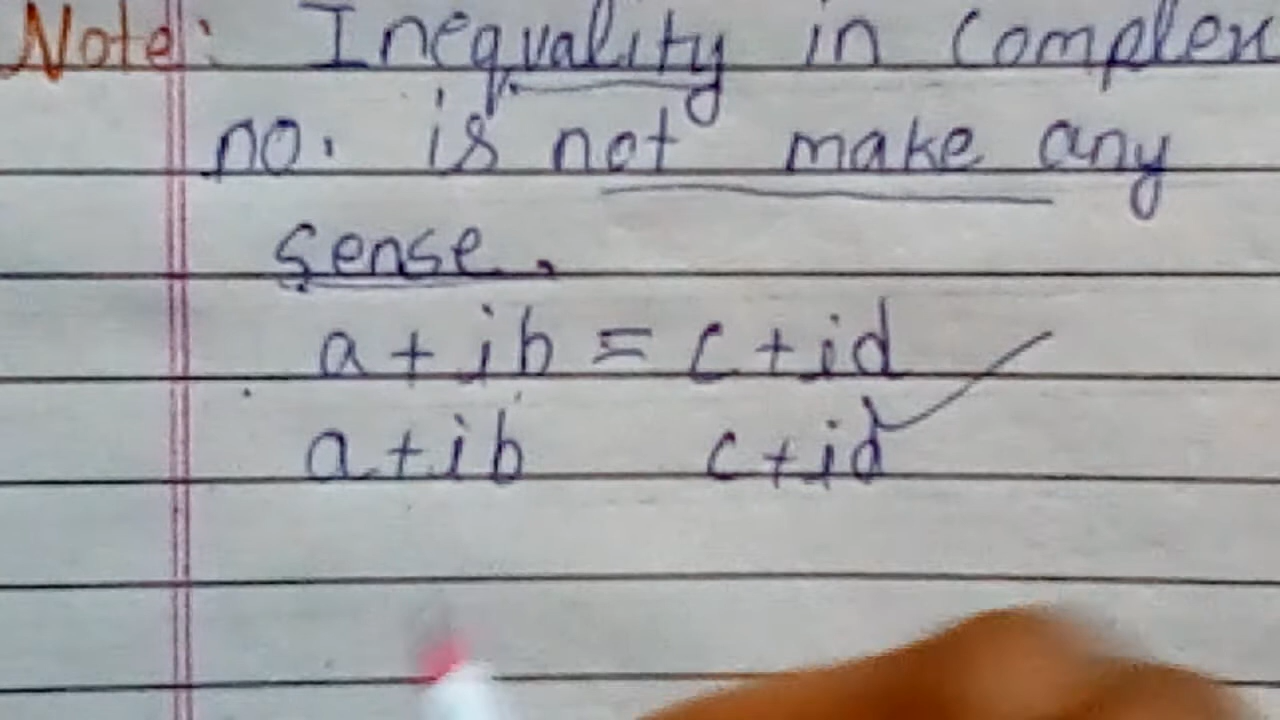 Note: Inequality in Complex
no. is not make any
sense.
a + ib = c + id
a + ib c + id